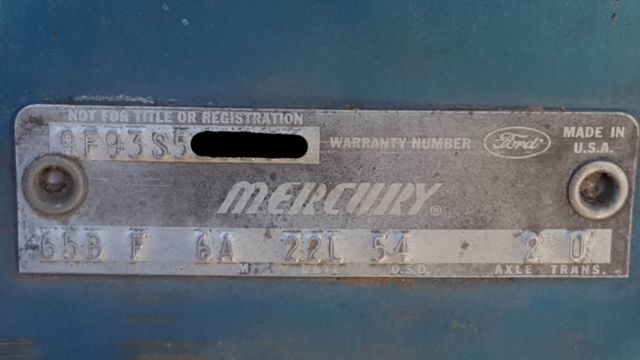 NOT FOR TITLE OR REGISTRATION
9F93S5 WARRANTY NUMBER Ford MADE IN U.S.A.
MERCURY®
65B F 6A 22L 54 2 U
D.S.O. AXLE TRANS.